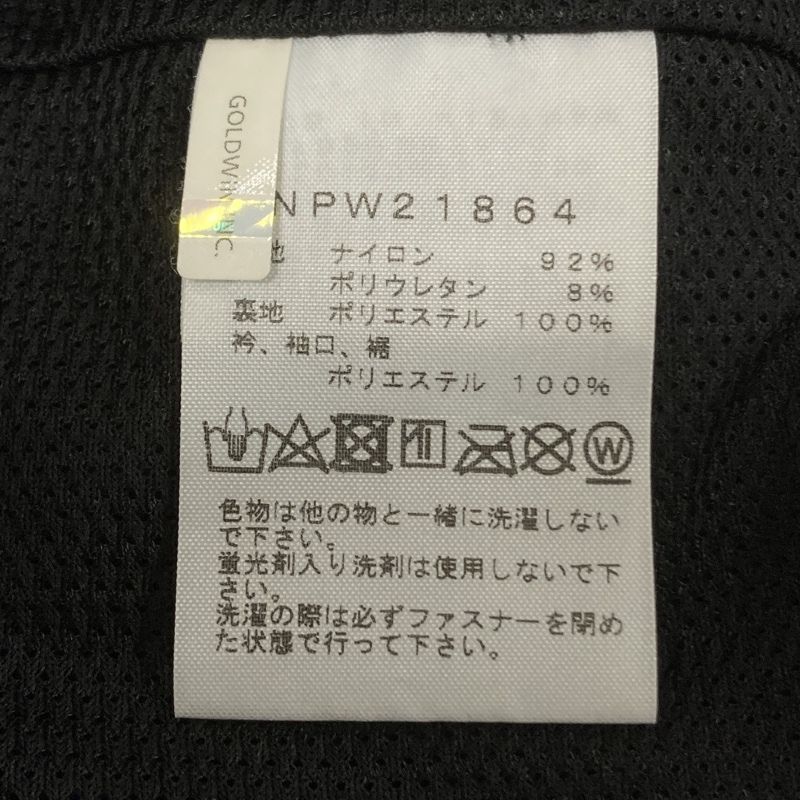 GOLDWIN INC.
NPW21864
地 ナイロン 92%
ポリウレタン 8%
裏地 ポリエステル 100%
衿、袖口、裾
ポリエステル 100%
W
色物は他の物と一緒に洗濯しない
で下さい。
蛍光剤入り洗剤は使用しないで下
さい。
洗濯の際は必ずファスナーを閉め
た状態で行って下さい。